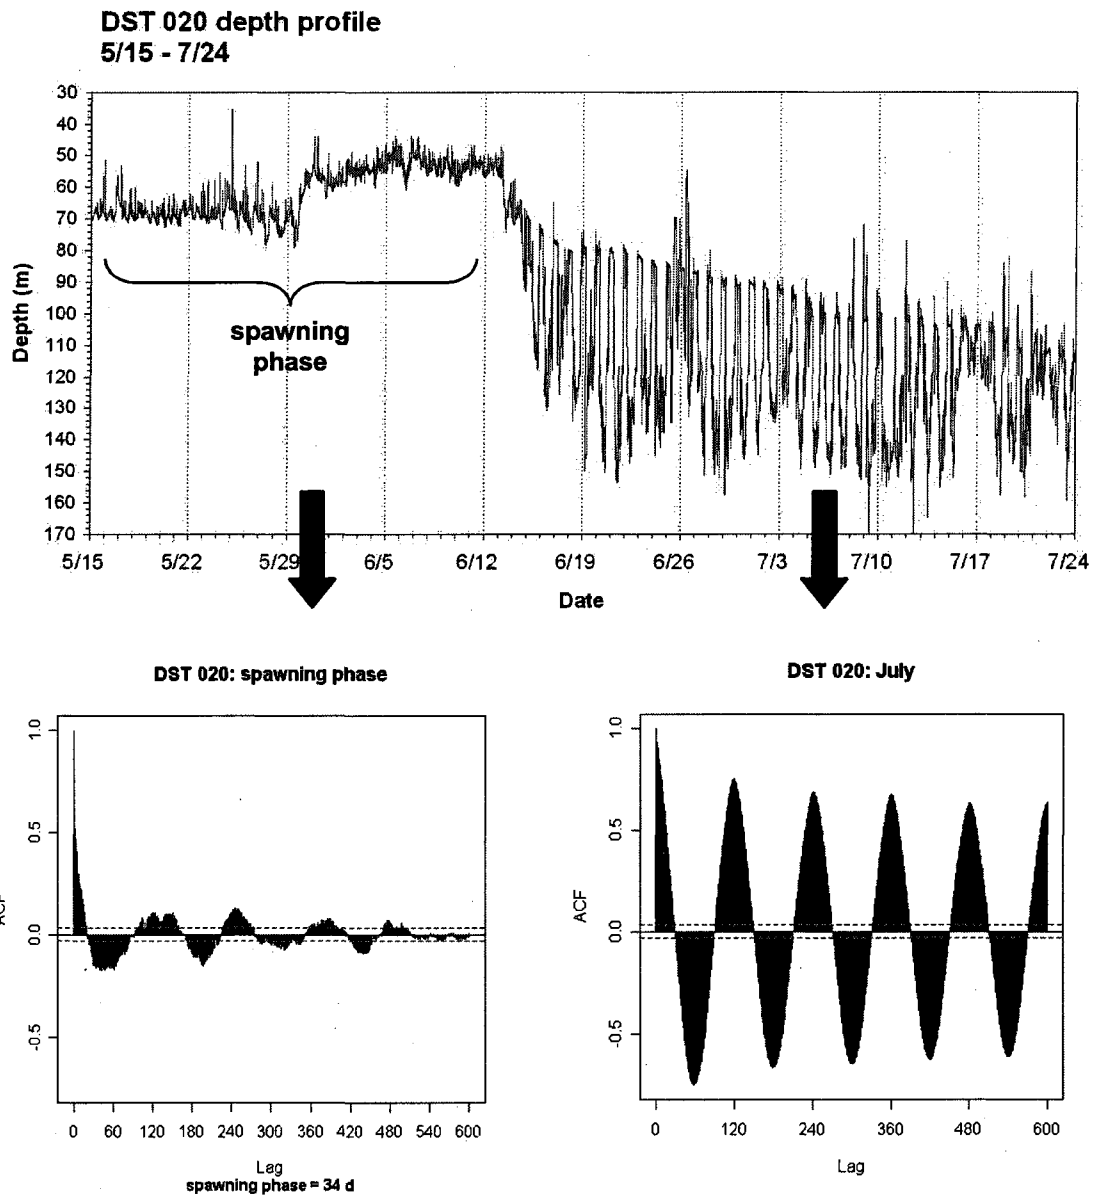 DST 020 depth profile
5/15 - 7/24
Depth (m)
30
40
50
60
70
80
90
100
110
120
130
140
150
160
170
spawning
phase
5/15 5/22 5/29 6/5 6/12 6/19 6/26 7/3 7/10 7/17 7/24
Date
DST 020: spawning phase
ACF
1.0
0.5
0.0
-0.5
0 60 120 180 240 300 360 420 480 540 600
Lag
spawning phase = 34 d
DST 020: July
ACF
1.0
0.5
0.0
-0.5
0 120 240 360 480 600
Lag